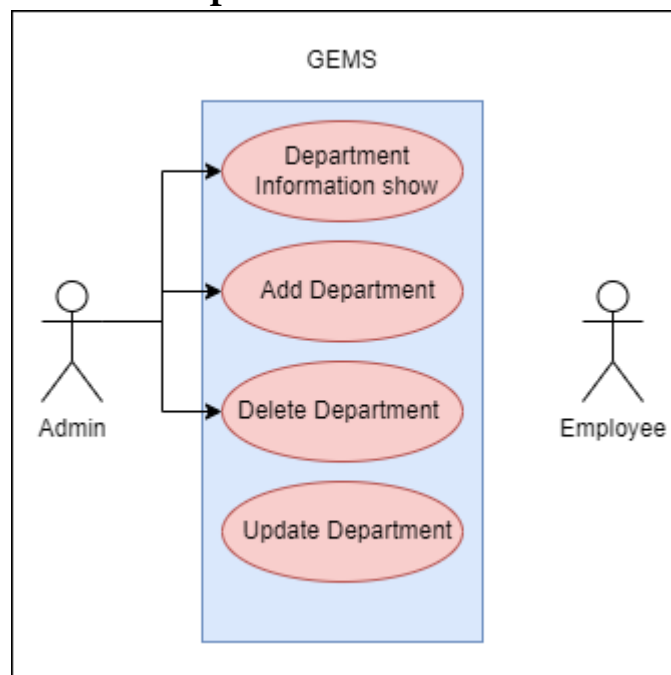 GEMS
Department
Information show
Add Department
Admin
Delete Department
Employee
Update Department